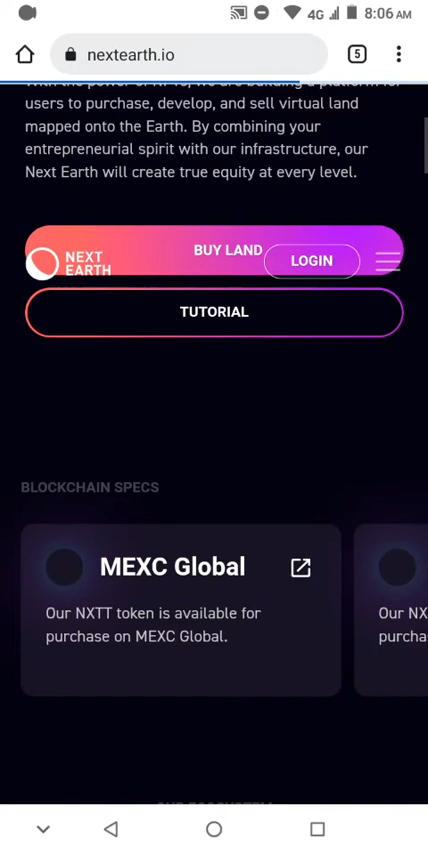 4G 8:06 AM
nextearth.io 5
users to purchase, develop, and sell virtual land
mapped onto the Earth. By combining your
entrepreneurial spirit with our infrastructure, our
Next Earth will create true equity at every level.
BUY LAND
NEXT
EARTH
LOGIN
TUTORIAL
BLOCKCHAIN SPECS
MEXC Global
Our NXTT token is available for
purchase on MEXC Global.
Our NX
purcha